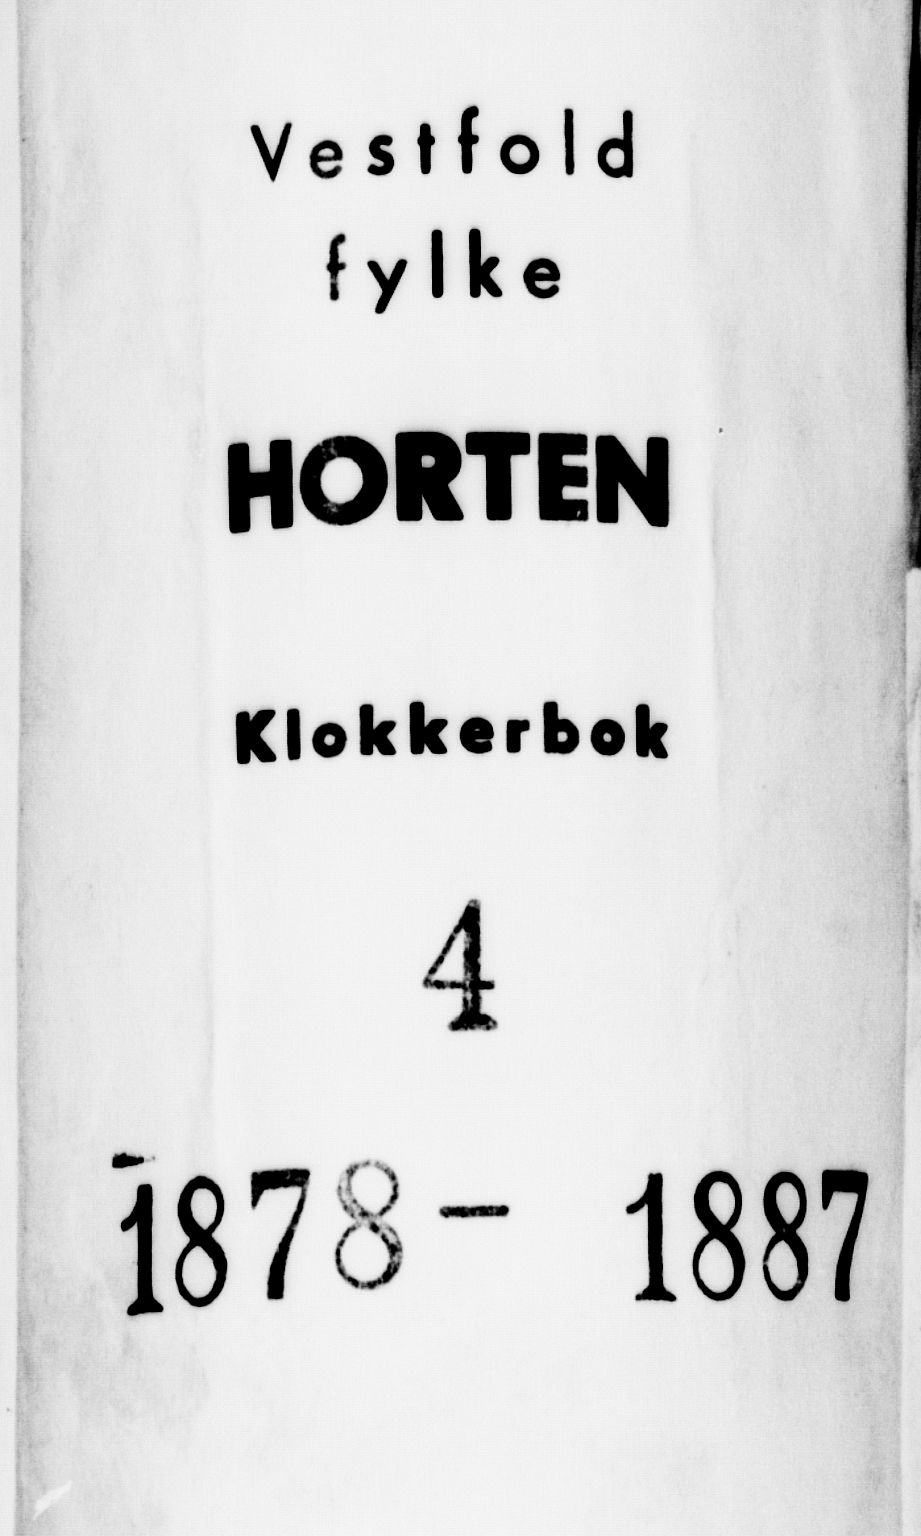 Vestfold
fylke
HORTEN
Klokkerbok
4
1878 - 1887